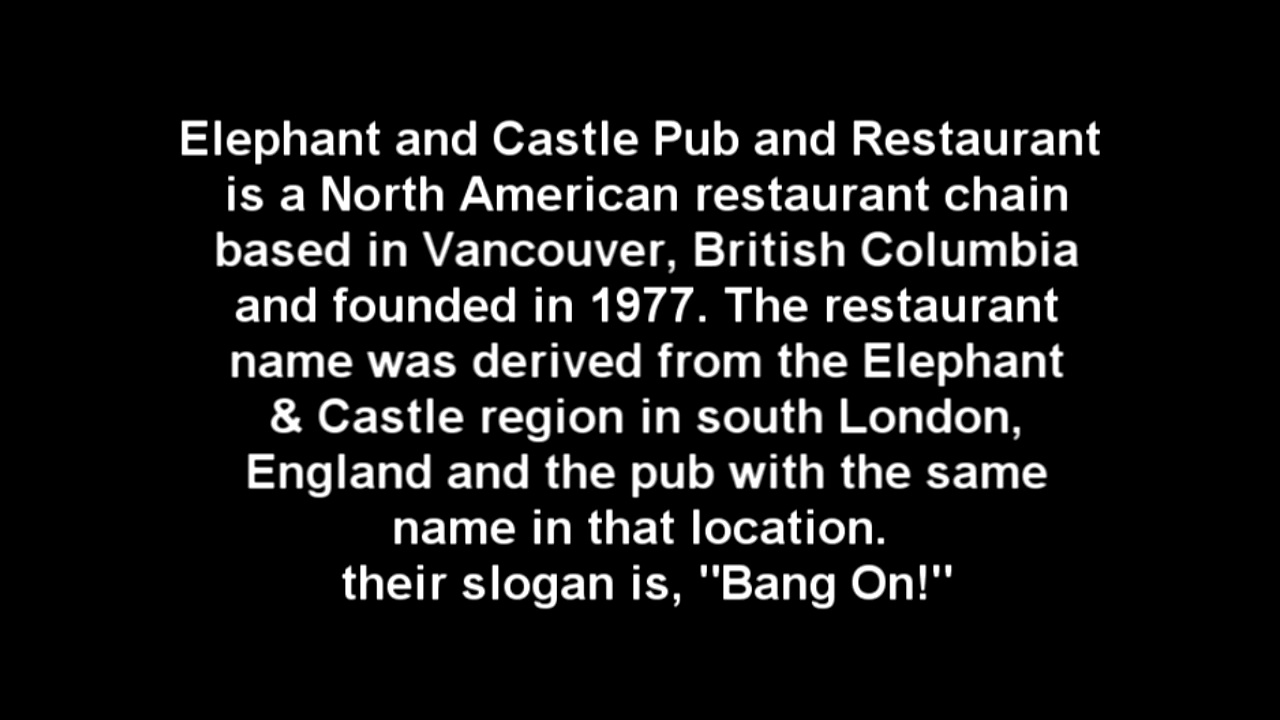 Elephant and Castle Pub and Restaurant
is a North American restaurant chain
based in Vancouver, British Columbia
and founded in 1977. The restaurant
name was derived from the Elephant
& Castle region in south London,
England and the pub with the same
name in that location.
their slogan is, "Bang On!"